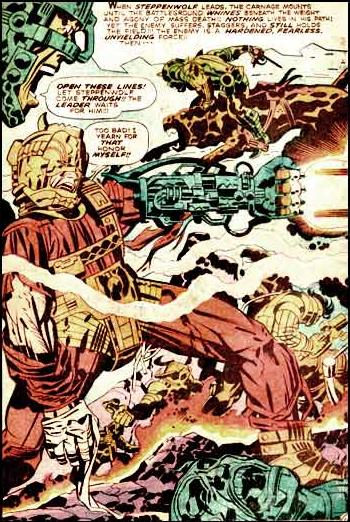 WHEN STEPPENWOLF LEADS, THE CARNAGE MOUNTS
UNTIL THE BATTLEGROUND WHINES BENEATH THE WEIGHT
AND AGONY OF MASS DEATH!! NOTHING LIVES IN HIS PATH!
BUT THE ENEMY SUFFERS, STAGGERS, AND STILL HOLDS
THE FIELD!!! THE ENEMY IS A HARDENED, FEARLESS,
UNYIELDING FORCE!!
THEN---
OPEN THESE LINES!
LET STEPPENWOLF
COME THROUGH!! THE
LEADER WAITS
FOR HIM!!
TOO BAD! I
YEARN FOR
THAT
HONOR
MYSELF!!